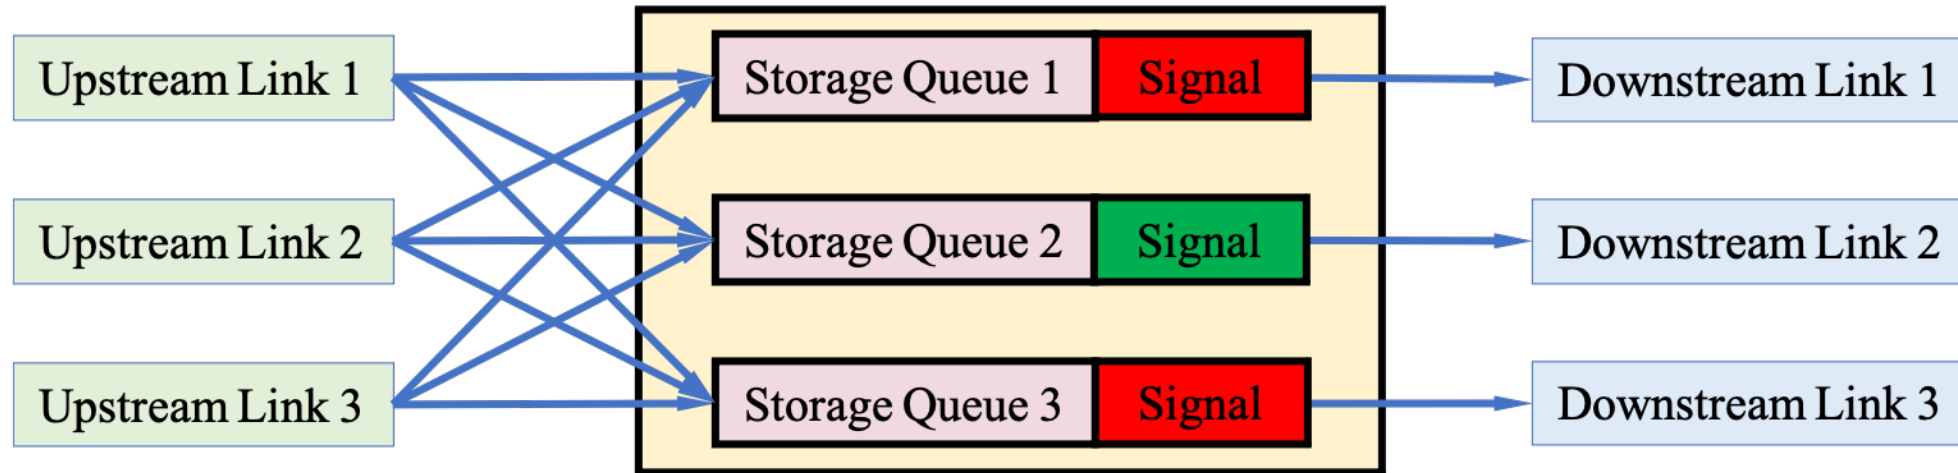 Upstream Link 1
Storage Queue 1
Signal
Downstream Link 1
Upstream Link 2
Storage Queue 2
Signal
Downstream Link 2
Upstream Link 3
Storage Queue 3
Signal
Downstream Link 3